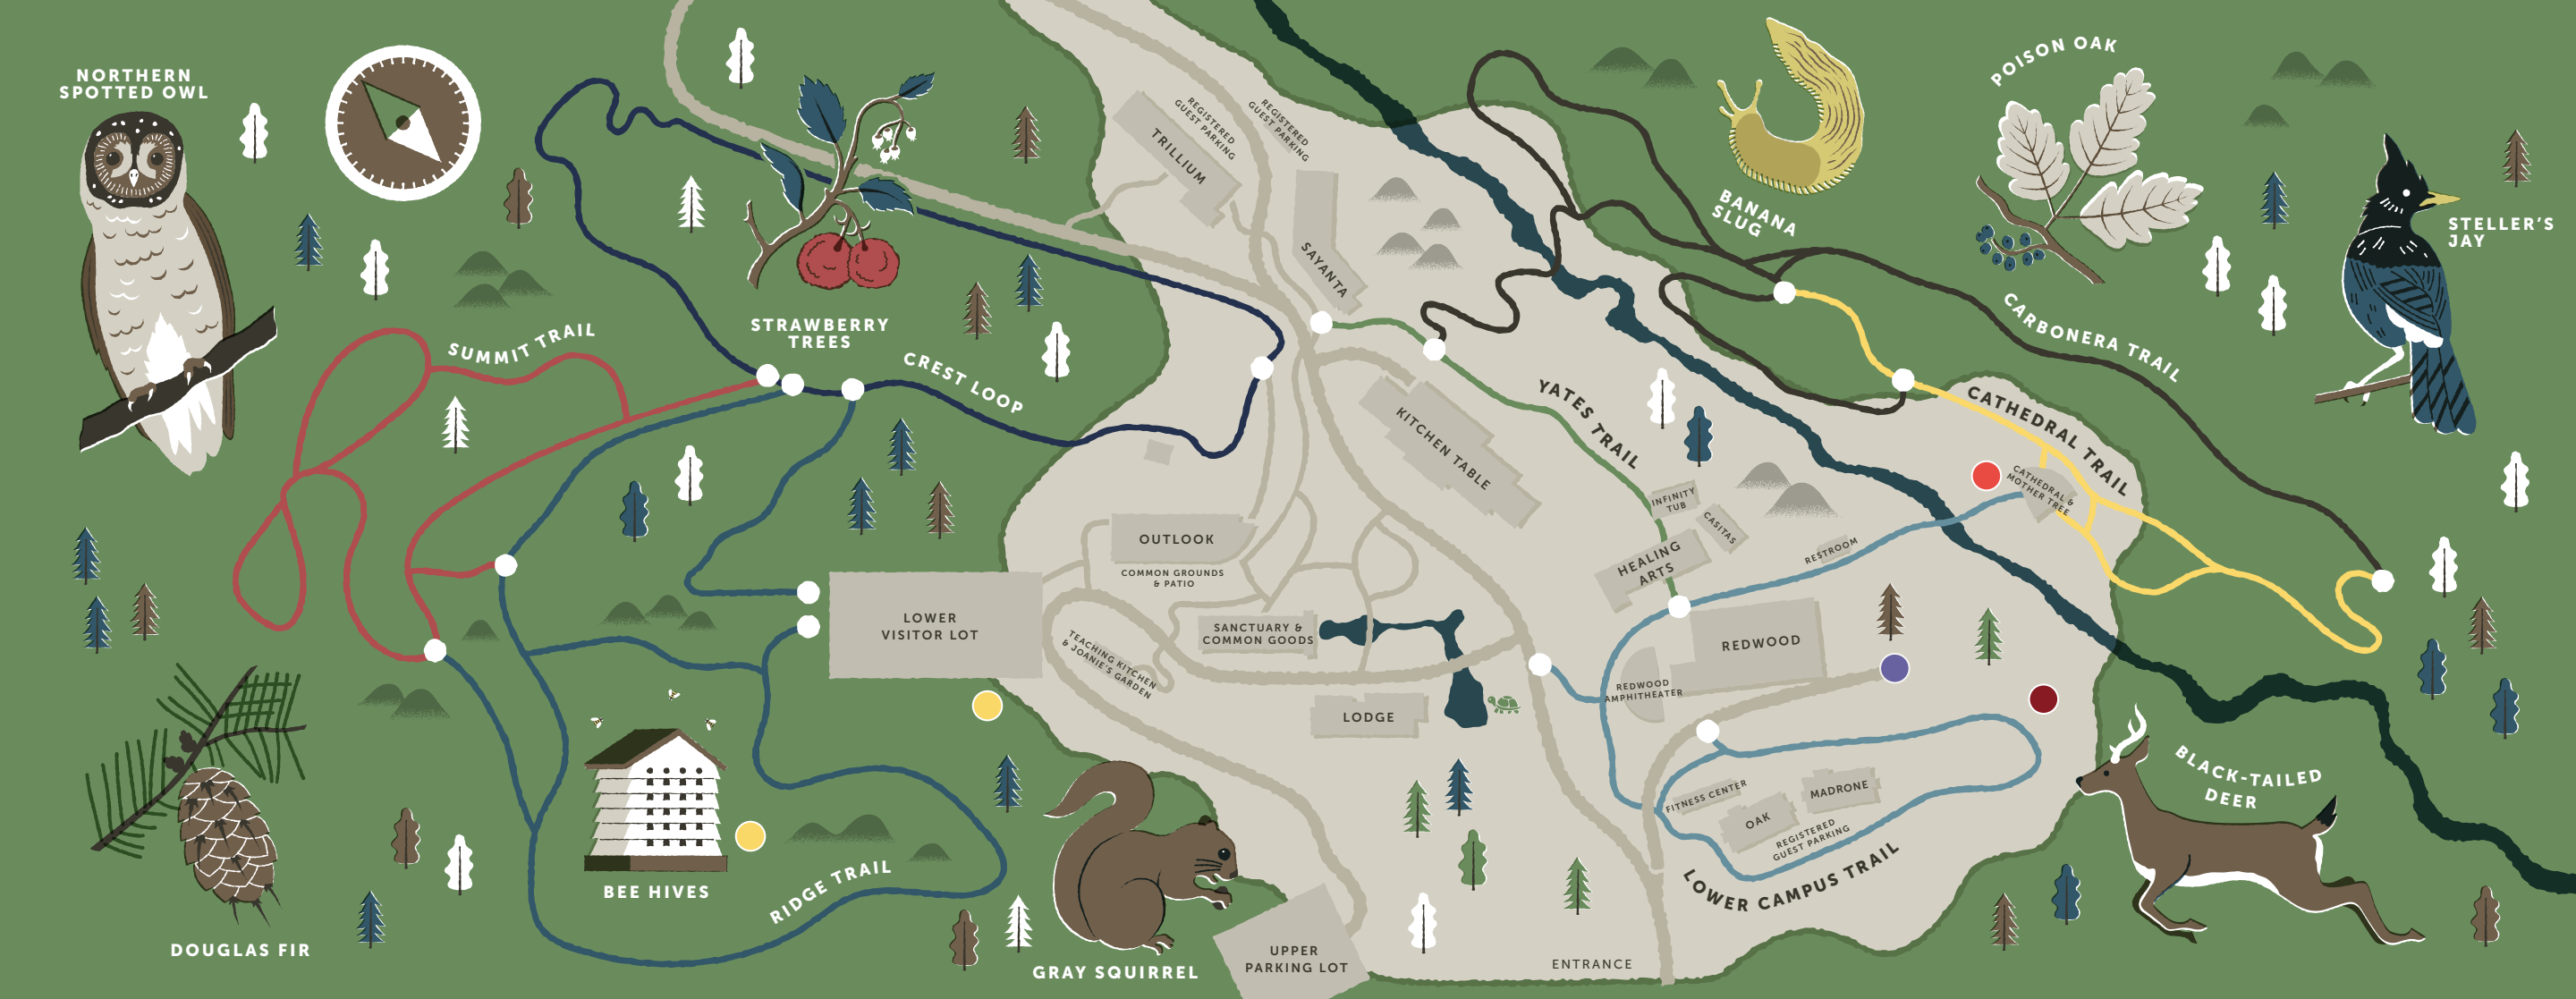 NORTHERN
SPOTTED OWL
SUMMIT TRAIL
STRAWBERRY
TREES
CREST LOOP
TRILLIUM
REGISTERED
GUEST PARKING
REGISTERED
GUEST PARKING
SAYANTA
BANANA
SLUG
POISON OAK
STELLER'S
JAY
CARBONERA TRAIL
CATHEDRAL TRAIL
CATHEDRAL &
MOTHER TREE
YATES TRAIL
KITCHEN TABLE
INFINITY
TUB
CASITAS
HEALING
ARTS
RESTROOM
OUTLOOK
COMMON GROUNDS
& PATIO
LOWER
VISITOR LOT
TEACHING KITCHEN
& JOANIE'S GARDEN
SANCTUARY &
COMMON GOODS
LODGE
REDWOOD
REDWOOD
AMPHITHEATER
FITNESS CENTER
OAK
MADRONE
REGISTERED
GUEST PARKING
LOWER CAMPUS TRAIL
BLACK-TAILED
DEER
BEE HIVES
RIDGE TRAIL
DOUGLAS FIR
GRAY SQUIRREL
UPPER
PARKING LOT
ENTRANCE